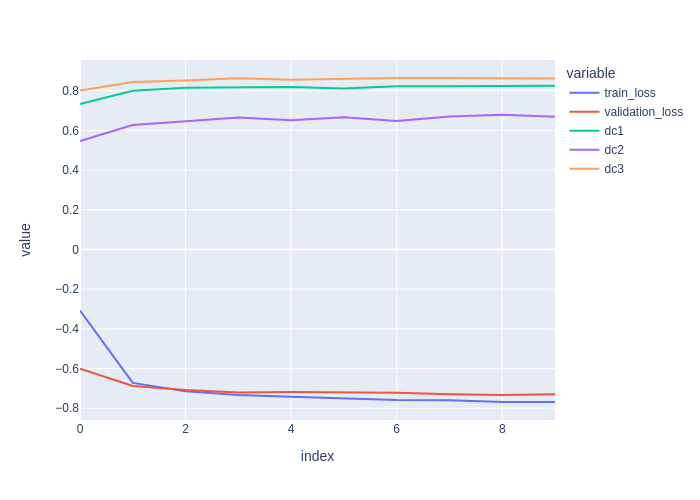 variable
train_loss
validation_loss
dc1
dc2
dc3
value
0.8
0.6
0.4
0.2
0
−0.2
−0.4
−0.6
−0.8
0 2 4 6 8
index